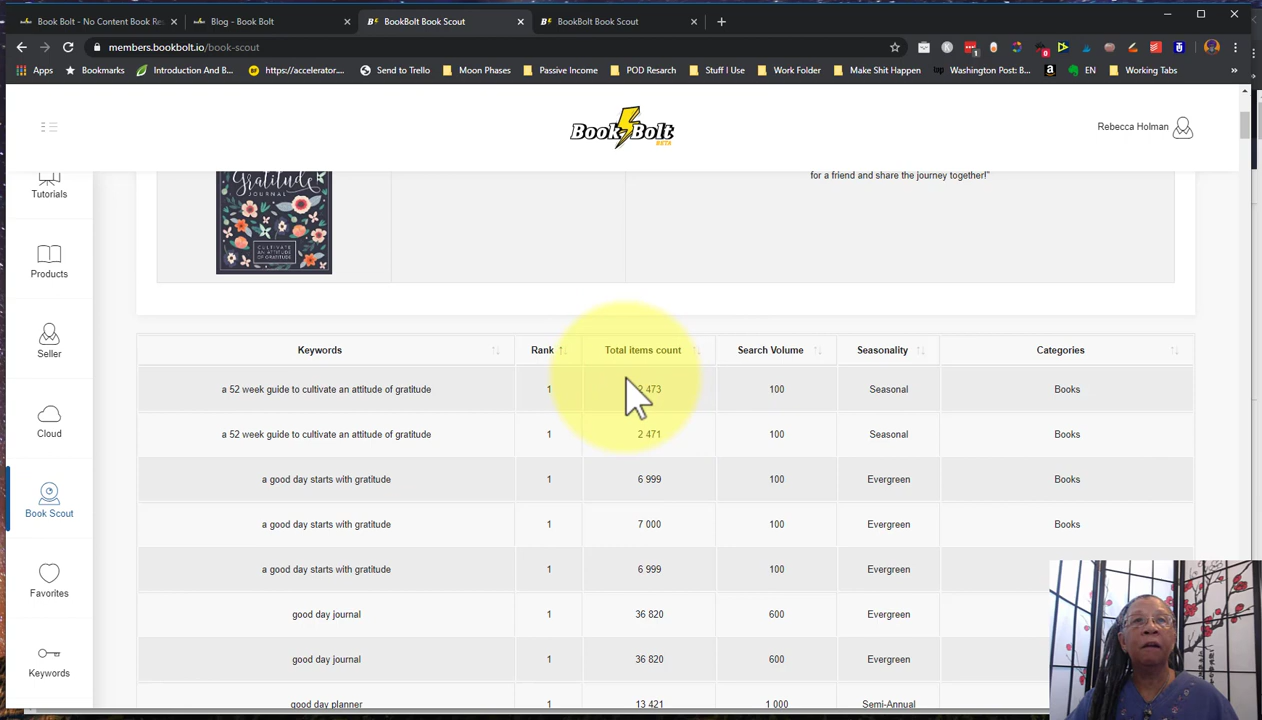 Book Bolt - No Content Book Res
Blog - Book Bolt
BookBolt Book Scout
BookBolt Book Scout
members.bookbolt.io/book-scout
Apps
Bookmarks
Introduction And B...
https://accelerator....
Send to Trello
Moon Phases
Passive Income
POD Resarch
Stuff I Use
Work Folder
Make Shit Happen
Washington Post: B...
EN
Working Tabs
Book Bolt
BETA
Rebecca Holman
Tutorials
Products
Seller
Cloud
Book Scout
Favorites
Keywords
for a friend and share the journey together!"
Gratitude
JOURNAL
CULTIVATE
AN ATTITUDE
OF GRATITUDE
Keywords Rank Total items count Search Volume Seasonality Categories
a 52 week guide to cultivate an attitude of gratitude 1 2 473 100 Seasonal Books
a 52 week guide to cultivate an attitude of gratitude 1 2 471 100 Seasonal Books
a good day starts with gratitude 1 6 999 100 Evergreen Books
a good day starts with gratitude 1 7 000 100 Evergreen Books
a good day starts with gratitude 1 6 999 100 Evergreen
good day journal 1 36 820 600 Evergreen
good day journal 1 36 820 600 Evergreen
good day planner 1 13 421 1 000 Semi-Annual